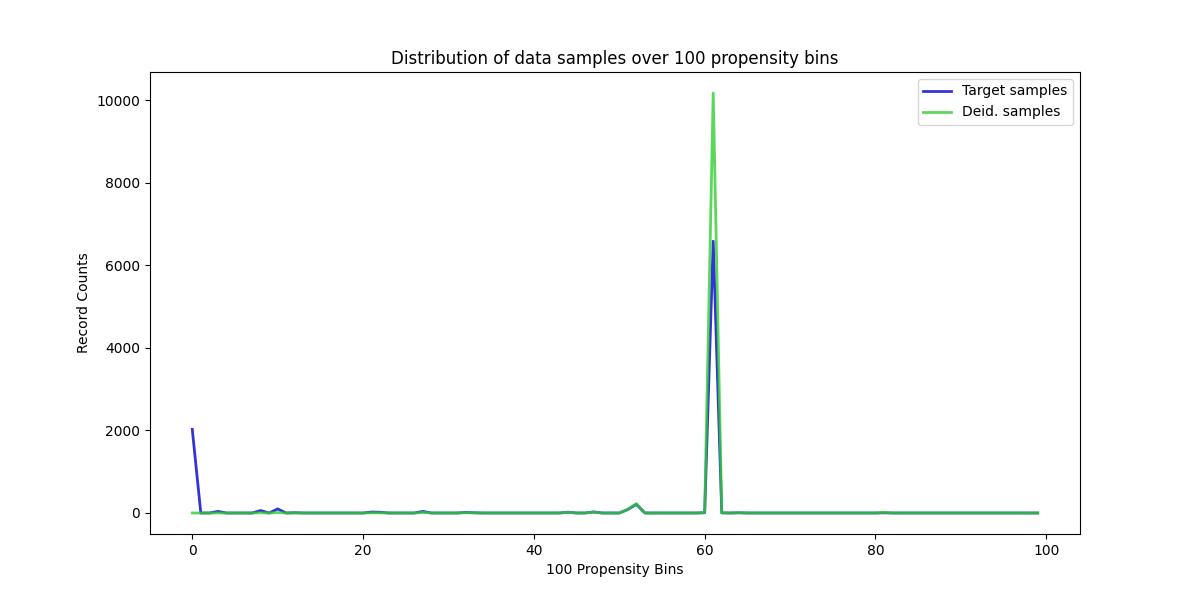 Distribution of data samples over 100 propensity bins
Target samples
Deid. samples
10000
8000
6000
4000
2000
0
Record Counts
0 20 40 60 80 100
100 Propensity Bins